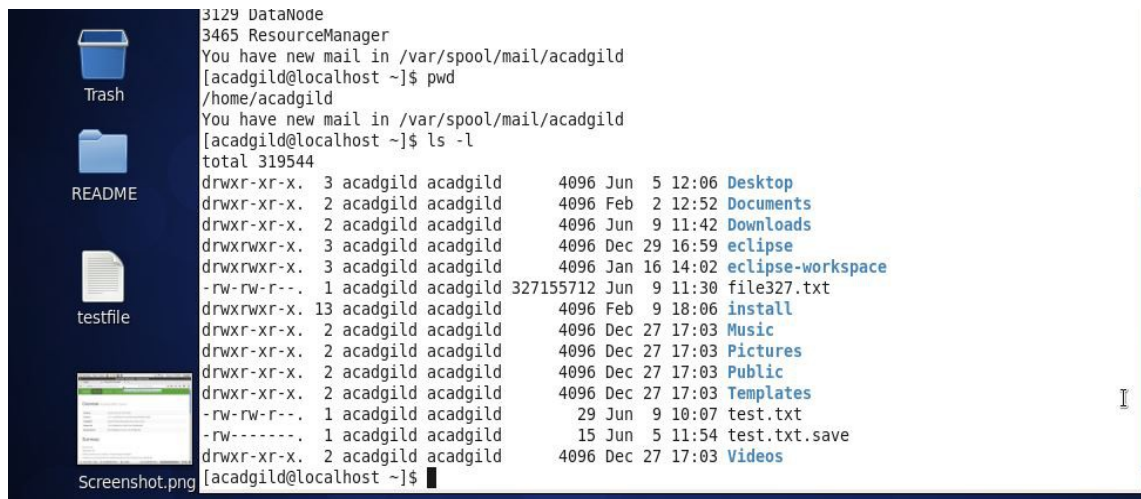 Trash
README
testfile
Screenshot.png
3129 DataNode
3465 ResourceManager
You have new mail in /var/spool/mail/acadgild
[acadgild@localhost ~]$ pwd
/home/acadgild
You have new mail in /var/spool/mail/acadgild
[acadgild@localhost ~]$ ls -l
total 319544
drwxr-xr-x.  3 acadgild acadgild      4096 Jun  5 12:06 Desktop
drwxr-xr-x.  2 acadgild acadgild      4096 Feb  2 12:52 Documents
drwxr-xr-x.  2 acadgild acadgild      4096 Jun  9 11:42 Downloads
drwxrwxr-x.  3 acadgild acadgild      4096 Dec 29 16:59 eclipse
drwxrwxr-x.  3 acadgild acadgild      4096 Jan 16 14:02 eclipse-workspace
-rw-rw-r--.  1 acadgild acadgild 327155712 Jun  9 11:30 file327.txt
drwxrwxr-x. 13 acadgild acadgild      4096 Feb  9 18:06 install
drwxr-xr-x.  2 acadgild acadgild      4096 Dec 27 17:03 Music
drwxr-xr-x.  2 acadgild acadgild      4096 Dec 27 17:03 Pictures
drwxr-xr-x.  2 acadgild acadgild      4096 Dec 27 17:03 Public
drwxr-xr-x.  2 acadgild acadgild      4096 Dec 27 17:03 Templates
-rw-rw-r--.  1 acadgild acadgild        29 Jun  9 10:07 test.txt
-rw-------.  1 acadgild acadgild        15 Jun  5 11:54 test.txt.save
drwxr-xr-x.  2 acadgild acadgild      4096 Dec 27 17:03 Videos
[acadgild@localhost ~]$